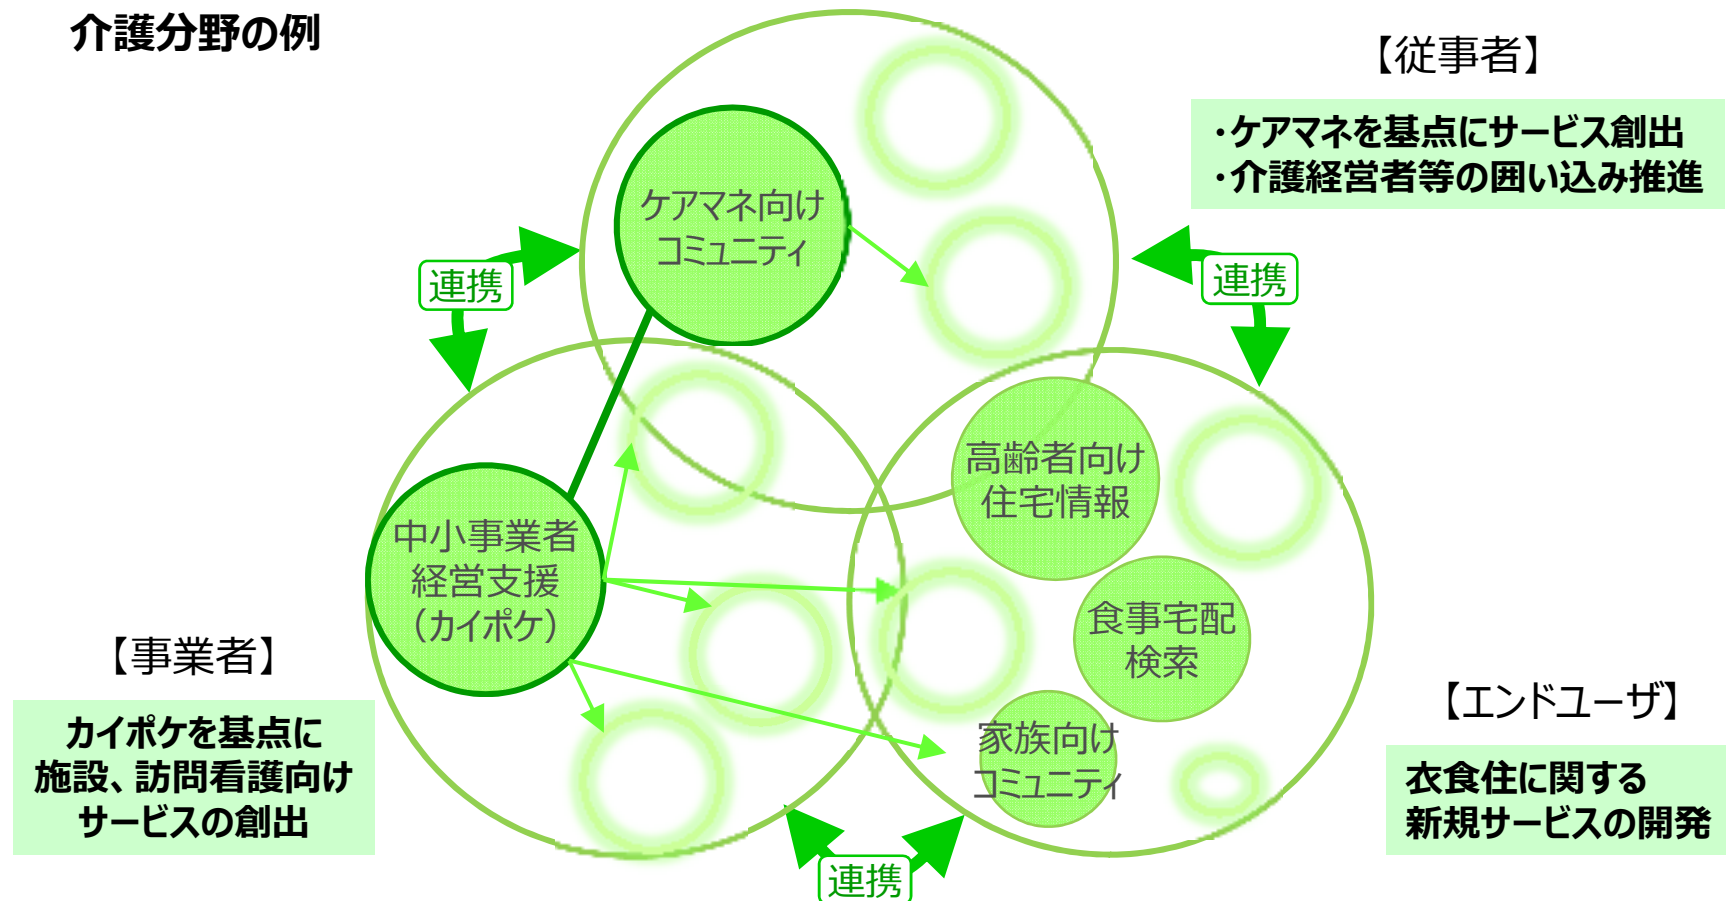 介護分野の例
【従事者】
・ケアマネを基点にサービス創出
・介護経営者等の囲い込み推進
ケアマネ向け
コミュニティ
連携
連携
高齢者向け
住宅情報
中小事業者
経営支援
（カイポケ）
食事宅配
検索
【事業者】
カイポケを基点に
施設、訪問看護向け
サービスの創出
家族向け
コミュニティ
【エンドユーザ】
衣食住に関する
新規サービスの開発
連携